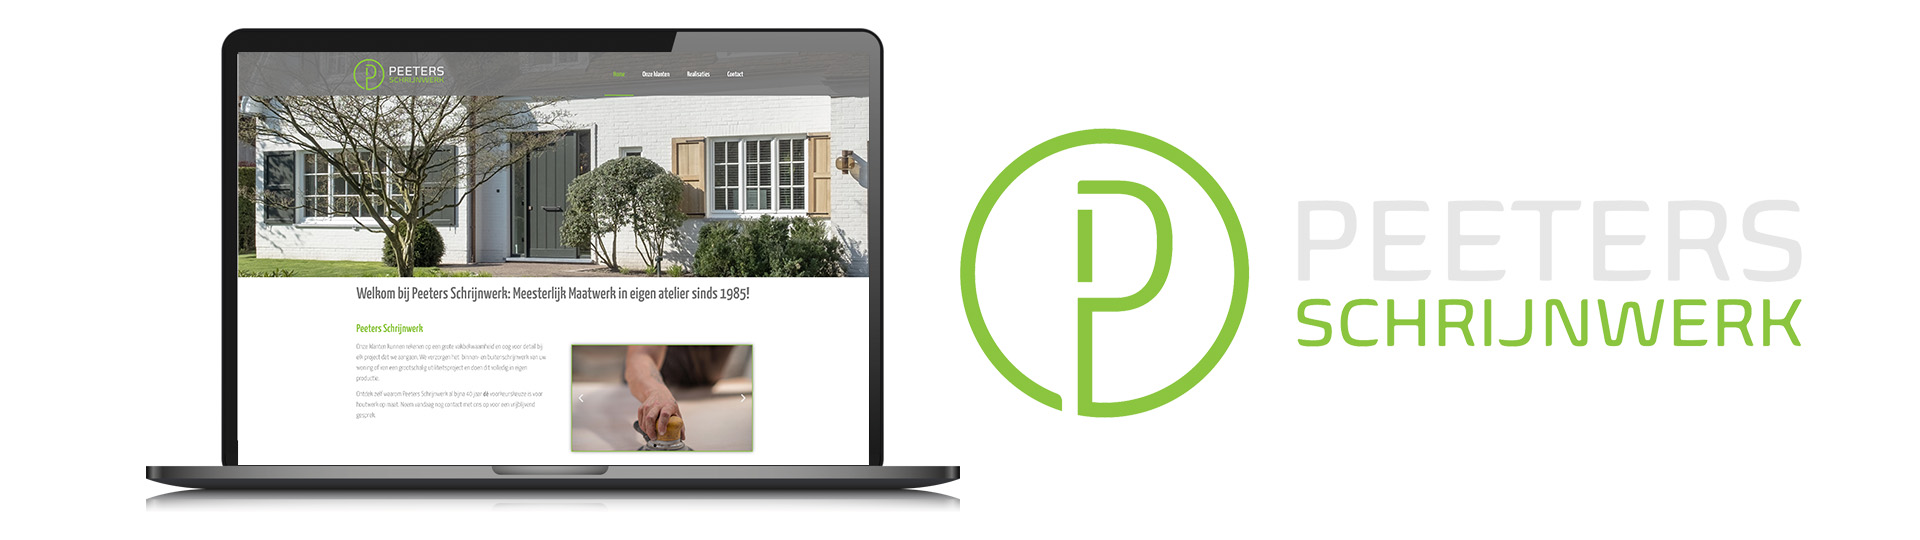 PEETERS
SCHRIJNWERK
Home Onze klanten Realisaties Contact
Welkom bij Peeters Schrijnwerk: Meesterlijk Maatwerk in eigen atelier sinds 1985!
Peeters Schrijnwerk
Onze klanten kunnen rekenen op een grote vakbekwaamheid en oog voor detail bij
elk project dat we aangaan. We verzorgen het binnen- en buitenschrijnwerk van uw
woning of van een grootschalig utiliteitsproject en doen dit volledig in eigen
productie.
Ontdek zelf waarom Peeters Schrijnwerk al bijna 40 jaar dé voorkeurskeuze is voor
houtwerk op maat. Neem vandaag nog contact met ons op voor een vrijblijvend
gesprek.
PEETERS
SCHRIJNWERK